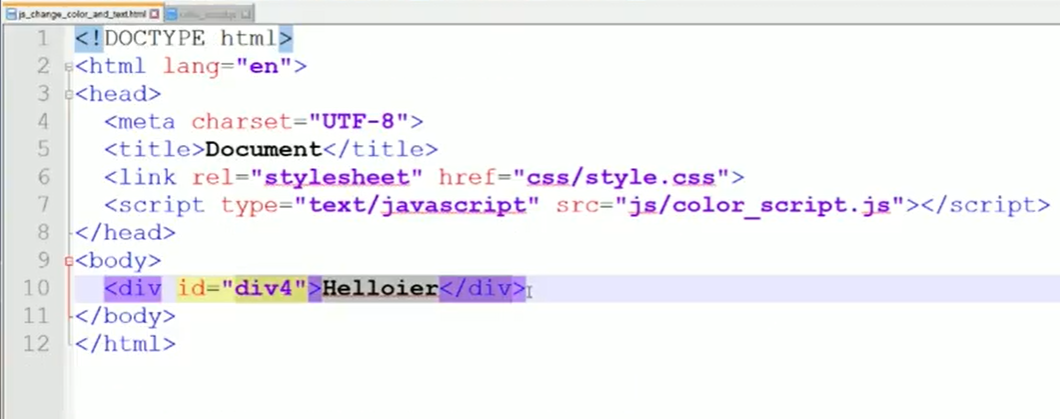 js_change_color_and_text.html
1 <!DOCTYPE html>
2 <html lang="en">
3 <head>
4 <meta charset="UTF-8">
5 <title>Document</title>
6 <link rel="stylesheet" href="css/style.css">
7 <script type="text/javascript" src="js/color_script.js"></script>
8 </head>
9 <body>
10 <div id="div4">Helloier</div>
11 </body>
12 </html>